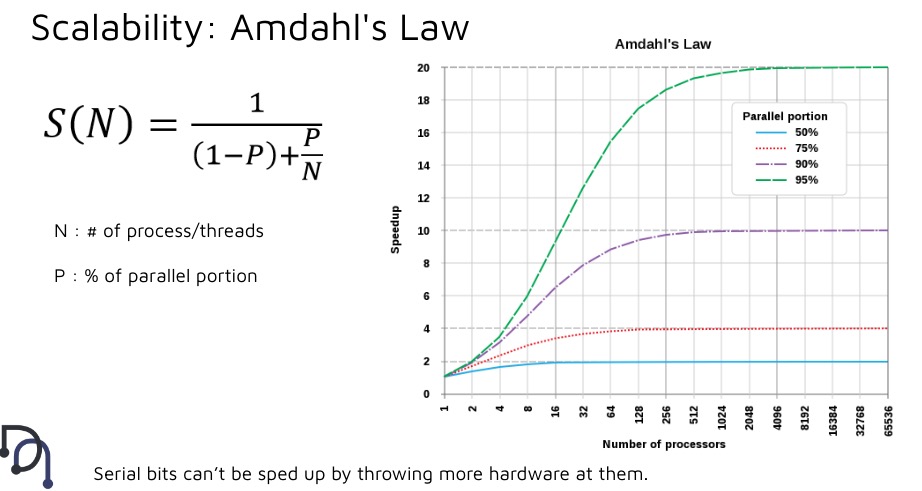 Scalability: Amdahl's Law
S(N) = 1 / ((1−P)+P/N)
N : # of process/threads
P : % of parallel portion
Amdahl's Law
Speedup
20
18
16
14
12
10
8
6
4
2
0
Parallel portion
50%
75%
90%
95%
1 2 4 8 16 32 64 128 256 512 1024 2048 4096 8192 16384 32768 65536
Number of processors
Serial bits can’t be sped up by throwing more hardware at them.